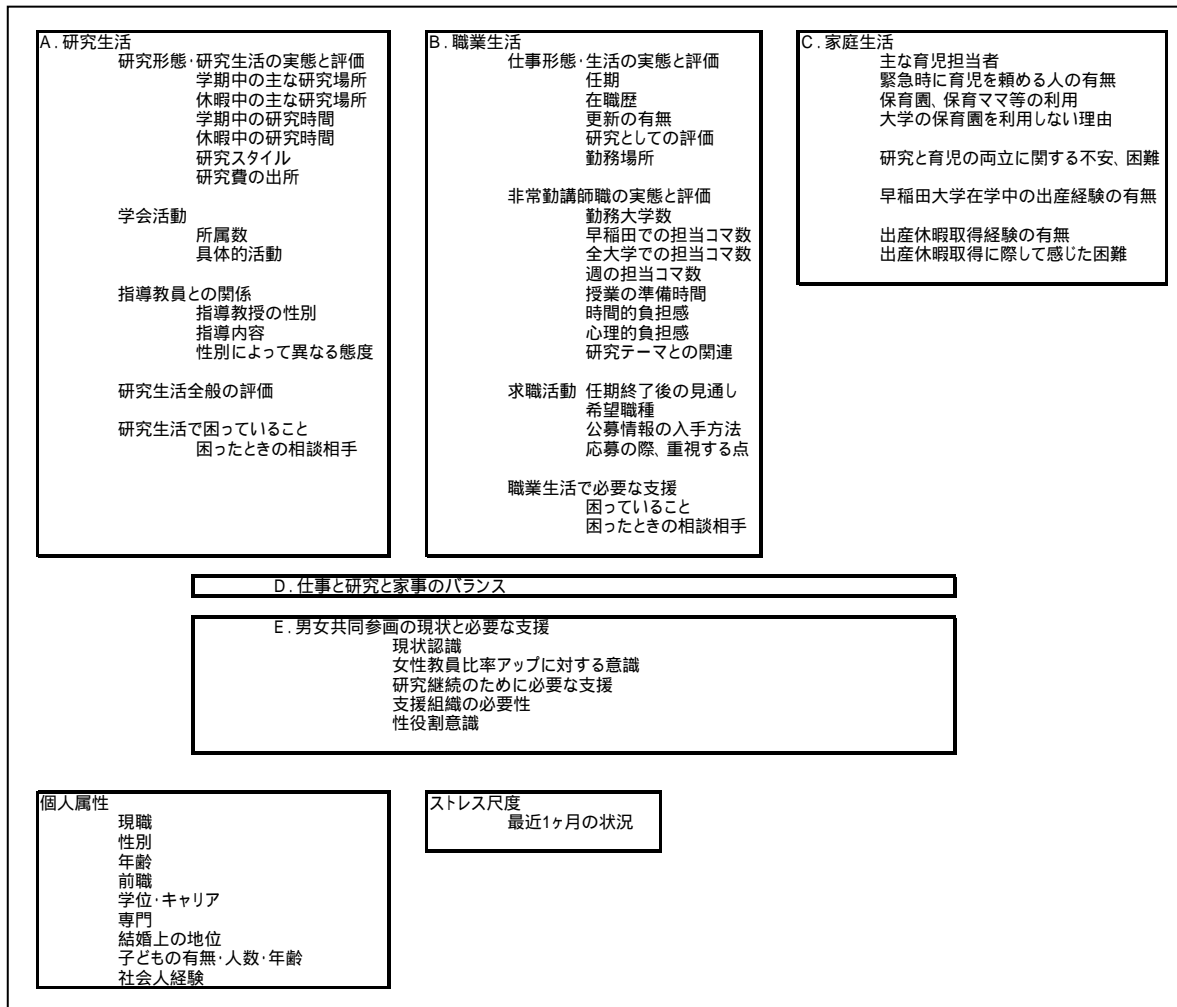 A.研究生活
研究形態・研究生活の実態と評価
学期中の主な研究場所
休暇中の主な研究場所
学期中の研究時間
休暇中の研究時間
研究スタイル
研究費の出所
学会活動
所属数
具体的活動
指導教員との関係
指導教授の性別
指導内容
性別によって異なる態度
研究生活全般の評価
研究生活で困っていること
困ったときの相談相手
B.職業生活
仕事形態・生活の実態と評価
任期
在職歴
更新の有無
研究としての評価
勤務場所
非常勤講師職の実態と評価
勤務大学数
早稲田での担当コマ数
全大学での担当コマ数
週の担当コマ数
授業の準備時間
時間的負担感
心理的負担感
研究テーマとの関連
求職活動 任期終了後の見通し
希望職種
公募情報の入手方法
応募の際、重視する点
職業生活で必要な支援
困っていること
困ったときの相談相手
C.家庭生活
主な育児担当者
緊急時に育児を頼める人の有無
保育園、保育ママ等の利用
大学の保育園を利用しない理由
研究と育児の両立に関する不安、困難
早稲田大学在学中の出産経験の有無
出産休暇取得経験の有無
出産休暇取得に際して感じた困難
D.仕事と研究と家事のバランス
E.男女共同参画の現状と必要な支援
現状認識
女性教員比率アップに対する意識
研究継続のために必要な支援
支援組織の必要性
性役割意識
個人属性
現職
性別
年齢
前職
学位・キャリア
専門
結婚上の地位
子どもの有無・人数・年齢
社会人経験
ストレス尺度
最近1ヶ月の状況